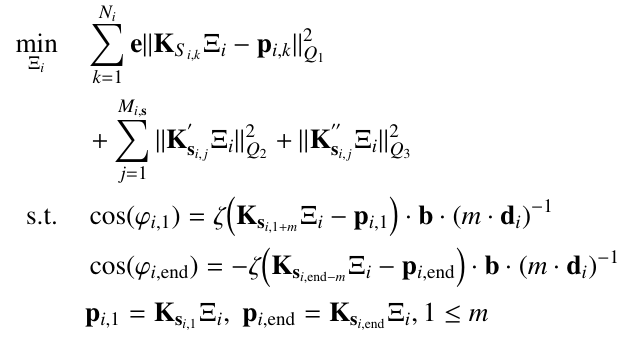 min_{Ξ_i} ∑_{k=1}^{N_i} 𝐞‖𝐊_{S_{i,k}} Ξ_i − 𝐩_{i,k}‖²_{Q_1}
+ ∑_{j=1}^{M_{i,𝐬}} ‖𝐊′_{𝐬_{i,j}} Ξ_i‖²_{Q_2} + ‖𝐊″_{𝐬_{i,j}} Ξ_i‖²_{Q_3}
s.t. cos(φ_{i,1}) = ζ(𝐊_{𝐬_{i,1+m}} Ξ_i − 𝐩_{i,1}) · 𝐛 · (m · 𝐝_i)^{−1}
cos(φ_{i,end}) = −ζ(𝐊_{𝐬_{i,end−m}} Ξ_i − 𝐩_{i,end}) · 𝐛 · (m · 𝐝_i)^{−1}
𝐩_{i,1} = 𝐊_{𝐬_{i,1}} Ξ_i, 𝐩_{i,end} = 𝐊_{𝐬_{i,end}} Ξ_i, 1 ≤ m